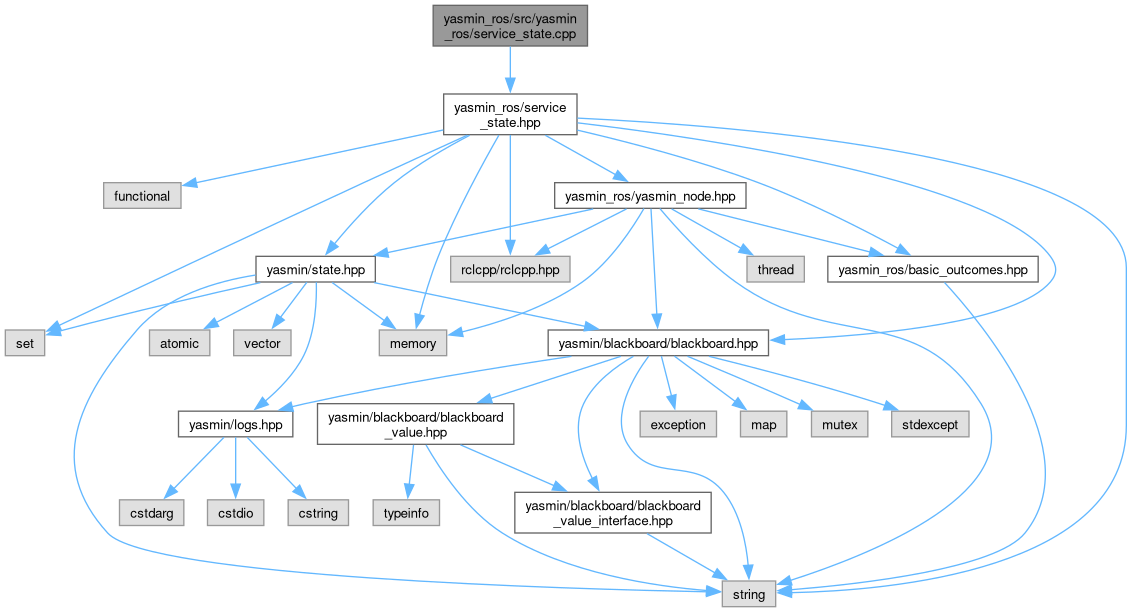 yasmin_ros/src/yasmin
_ros/service_state.cpp
yasmin_ros/service
_state.hpp
functional
yasmin_ros/yasmin_node.hpp
yasmin/state.hpp
rclcpp/rclcpp.hpp
thread
yasmin_ros/basic_outcomes.hpp
set
atomic
vector
memory
yasmin/blackboard/blackboard.hpp
yasmin/logs.hpp
yasmin/blackboard/blackboard
_value.hpp
exception
map
mutex
stdexcept
cstdarg
cstdio
cstring
typeinfo
yasmin/blackboard/blackboard
_value_interface.hpp
string